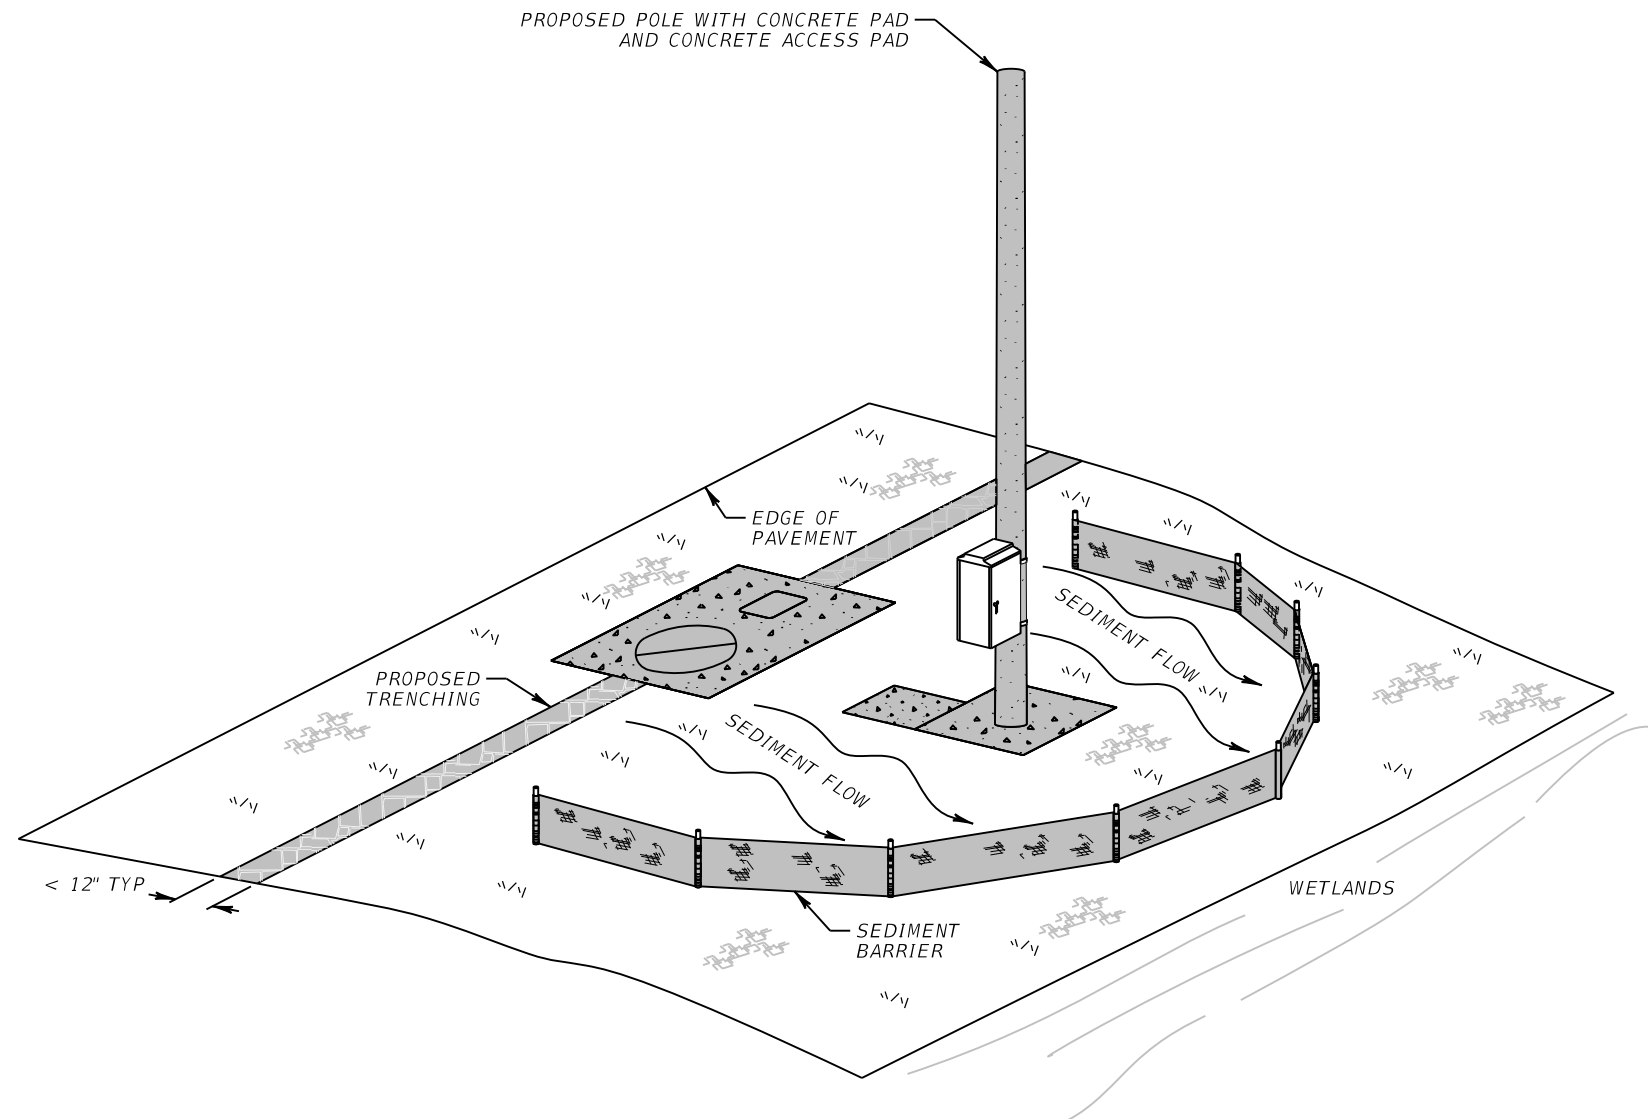 PROPOSED POLE WITH CONCRETE PAD
AND CONCRETE ACCESS PAD
EDGE OF
PAVEMENT
SEDIMENT FLOW
PROPOSED
TRENCHING
SEDIMENT FLOW
< 12" TYP
WETLANDS
SEDIMENT
BARRIER